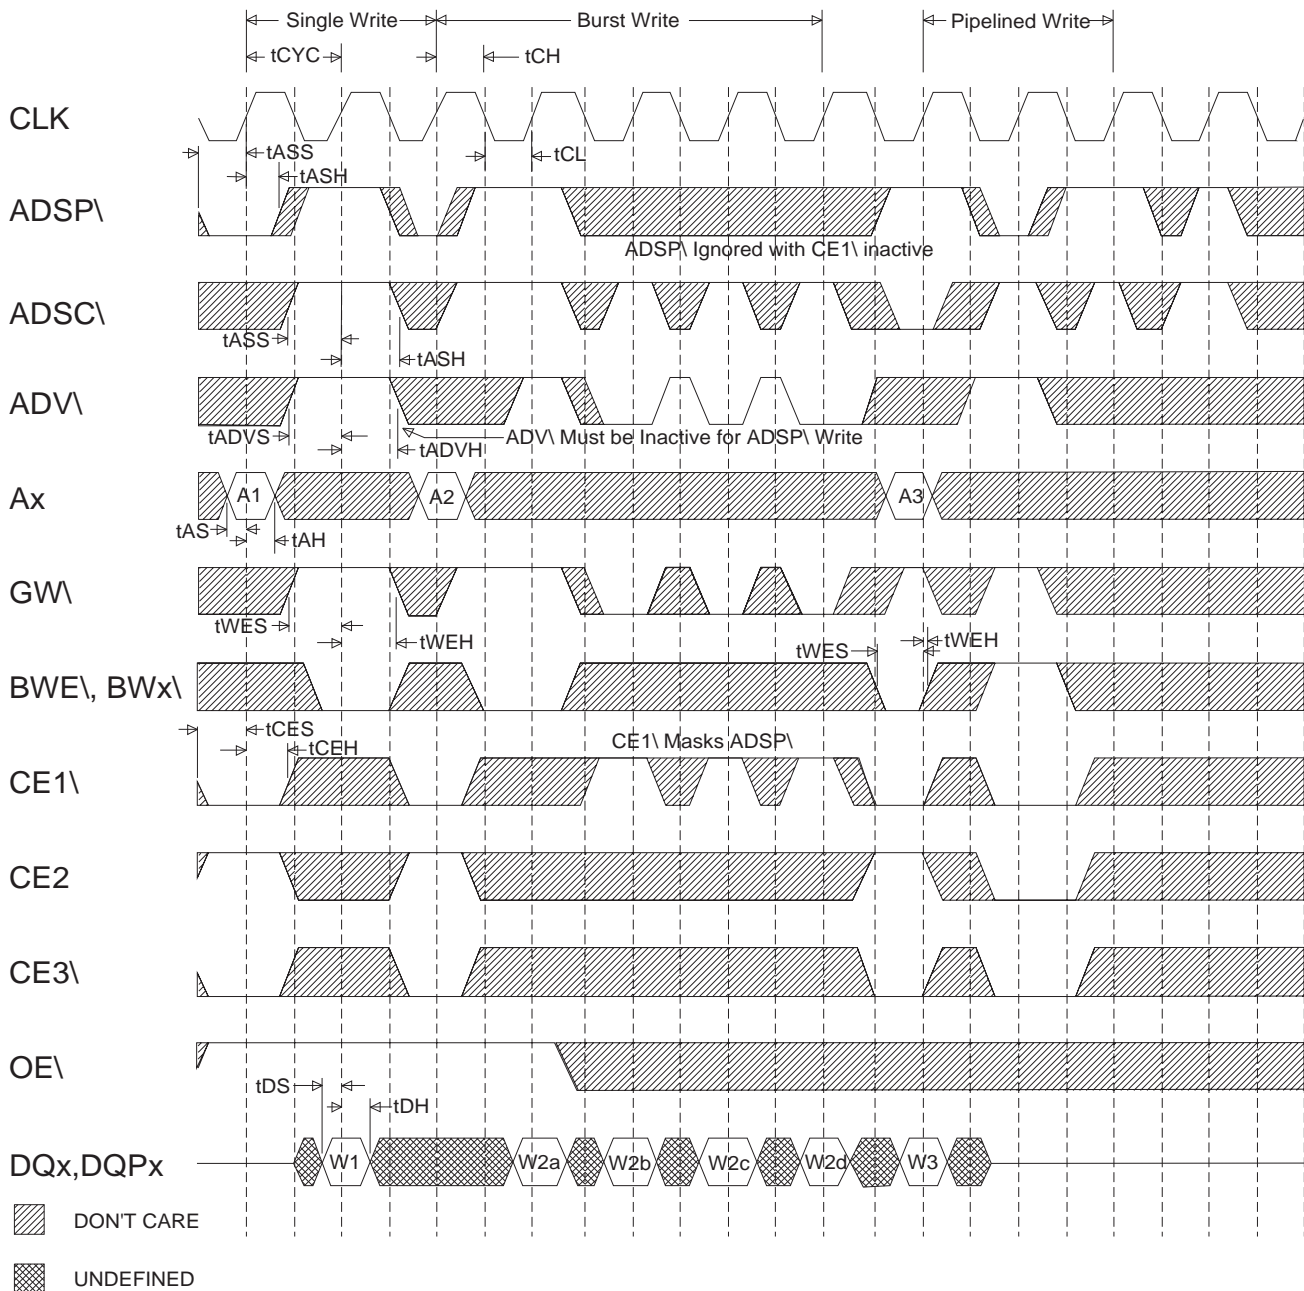 Single Write
Burst Write
Pipelined Write
tCYC
tCH
CLK
tASS
tCL
tASH
ADSP\
ADSP\ Ignored with CE1\ inactive
ADSC\
tASS
tASH
ADV\
tADVS
ADV\ Must be Inactive for ADSP\ Write
tADVH
Ax
A1
A2
A3
tAS
tAH
GW\
tWES
tWEH
tWES
tWEH
BWE\, BWx\
tCES
tCEH
CE1\ Masks ADSP\
CE1\
CE2
CE3\
OE\
tDS
tDH
DQx,DQPx
W1
W2a
W2b
W2c
W2d
W3
DON'T CARE
UNDEFINED